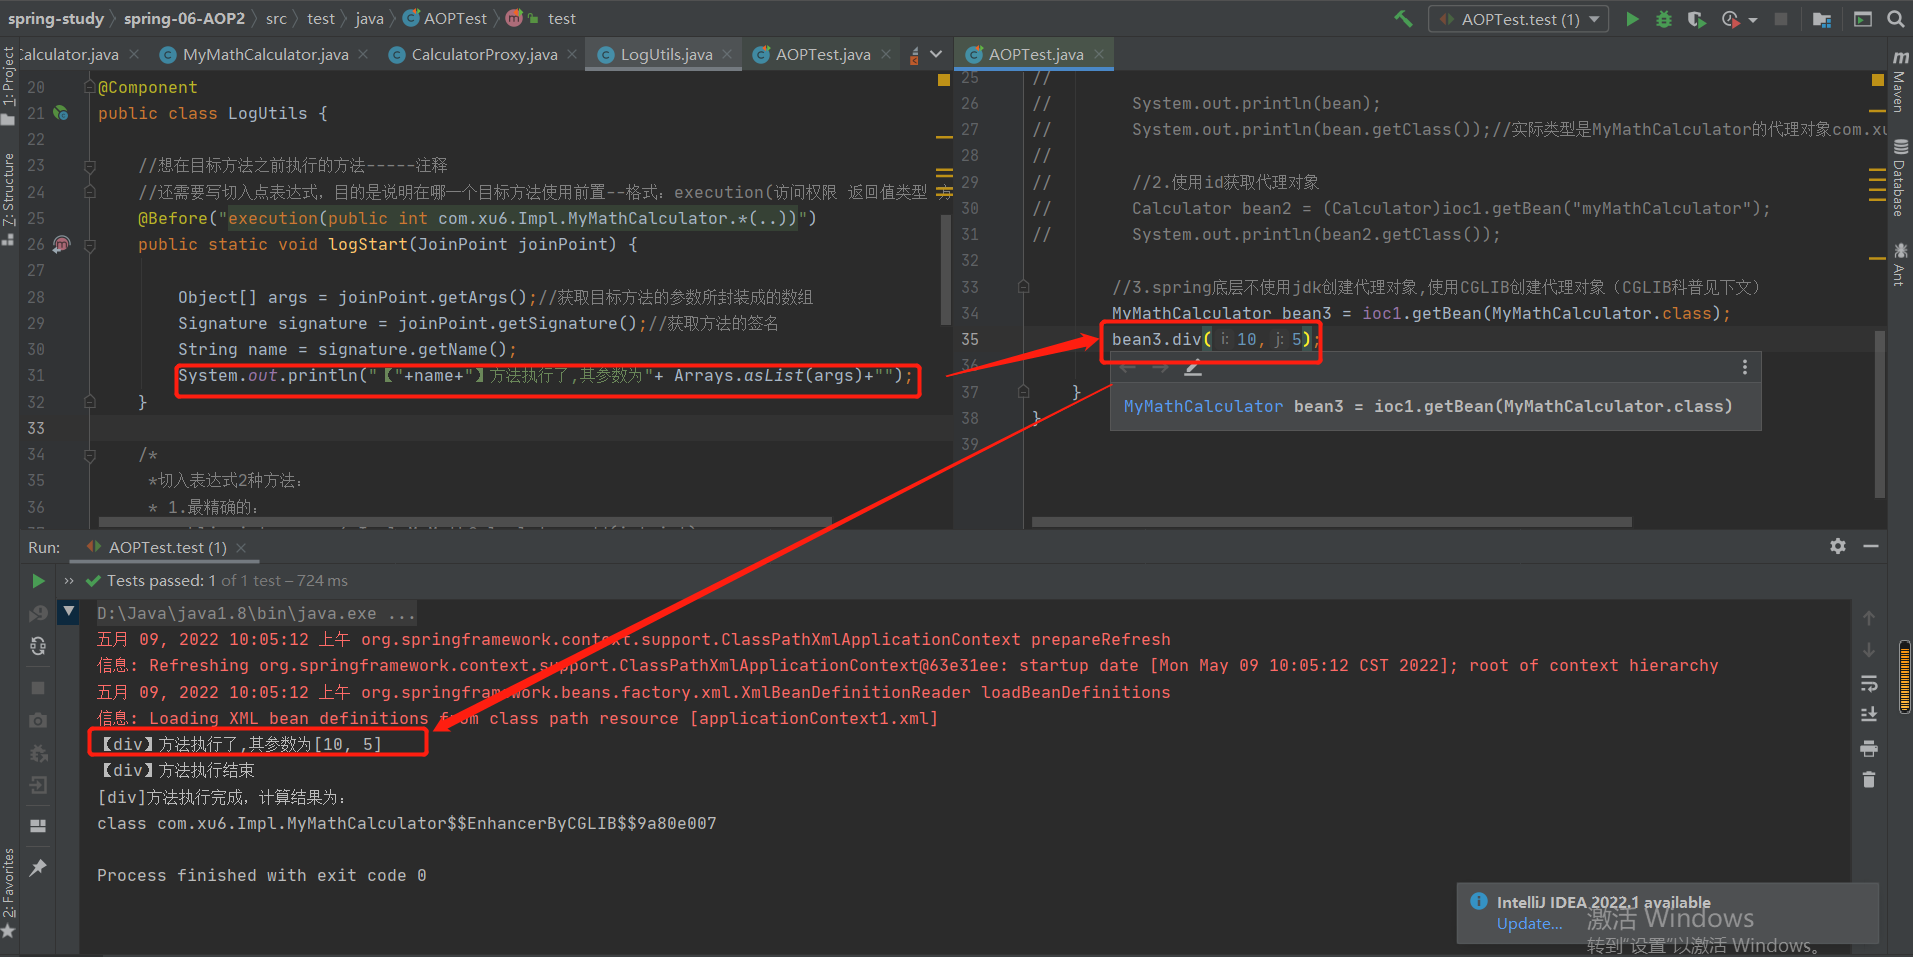 spring-study 〉 spring-06-AOP2 〉 src 〉 test 〉 java 〉 AOPTest 〉 test
AOPTest.test (1)
Calculator.java
MyMathCalculator.java
CalculatorProxy.java
LogUtils.java
AOPTest.java
AOPTest.java
1: Project
7: Structure
2: Favorites
Maven
Database
Ant
20 @Component
21 public class LogUtils {
22
23 //想在目标方法之前执行的方法-----注释
24 //还需要写切入点表达式，目的是说明在哪一个目标方法使用前置--格式：execution(访问权限 返回值类型 方
25 @Before("execution(public int com.xu6.Impl.MyMathCalculator.*(..))")
26 public static void logStart(JoinPoint joinPoint) {
27
28 Object[] args = joinPoint.getArgs();//获取目标方法的参数所封装成的数组
29 Signature signature = joinPoint.getSignature();//获取方法的签名
30 String name = signature.getName();
31 System.out.println("【"+name+"】方法执行了,其参数为"+ Arrays.asList(args)+"");
32 }
33
34 /*
35 *切入表达式2种方法：
36 * 1.最精确的：
25 //
26 // System.out.println(bean);
27 // System.out.println(bean.getClass());//实际类型是MyMathCalculator的代理对象com.xu
28 //
29 // //2.使用id获取代理对象
30 // Calculator bean2 = (Calculator)ioc1.getBean("myMathCalculator");
31 // System.out.println(bean2.getClass());
32
33 //3.spring底层不使用jdk创建代理对象,使用CGLIB创建代理对象（CGLIB科普见下文）
34 MyMathCalculator bean3 = ioc1.getBean(MyMathCalculator.class);
35 bean3.div( i: 10, j: 5);
36
37 }
38 }
39
MyMathCalculator bean3 = ioc1.getBean(MyMathCalculator.class)
Run: AOPTest.test (1)
Tests passed: 1 of 1 test – 724 ms
D:\Java\java1.8\bin\java.exe ...
五月 09, 2022 10:05:12 上午 org.springframework.context.support.ClassPathXmlApplicationContext prepareRefresh
信息: Refreshing org.springframework.context.support.ClassPathXmlApplicationContext@63e31ee: startup date [Mon May 09 10:05:12 CST 2022]; root of context hierarchy
五月 09, 2022 10:05:12 上午 org.springframework.beans.factory.xml.XmlBeanDefinitionReader loadBeanDefinitions
信息: Loading XML bean definitions from class path resource [applicationContext1.xml]
【div】方法执行了,其参数为[10, 5]
【div】方法执行结束
[div]方法执行完成，计算结果为：
class com.xu6.Impl.MyMathCalculator$$EnhancerByCGLIB$$9a80e007
Process finished with exit code 0
IntelliJ IDEA 2022.1 available
Update...
激活 Windows
转到"设置"以激活 Windows。